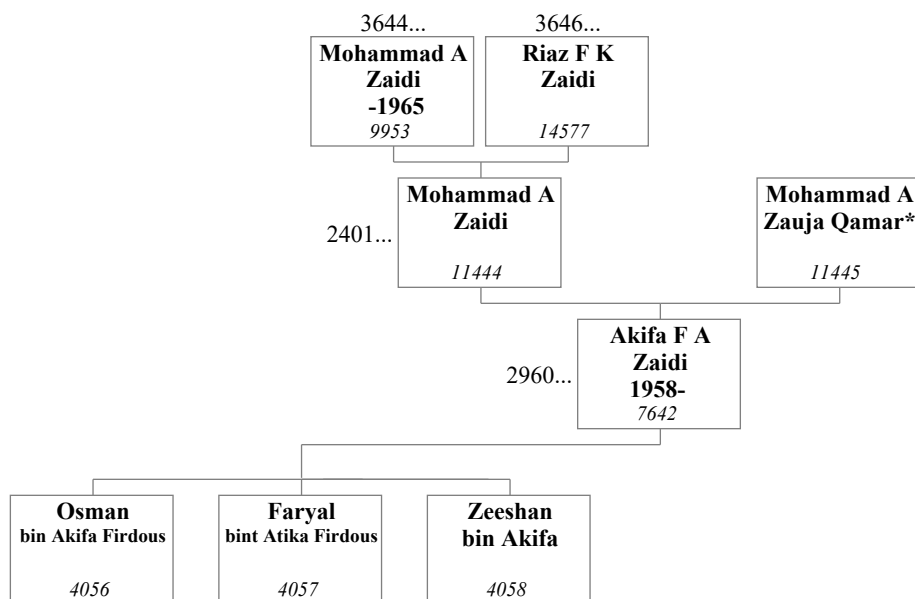 3644...
3646...
Mohammad A
Zaidi
-1965
9953
Riaz F K
Zaidi
14577
2401...
Mohammad A
Zaidi
11444
Mohammad A
Zauja Qamar*
11445
2960...
Akifa F A
Zaidi
1958-
7642
Osman
bin Akifa Firdous
4056
Faryal
bint Atika Firdous
4057
Zeeshan
bin Akifa
4058